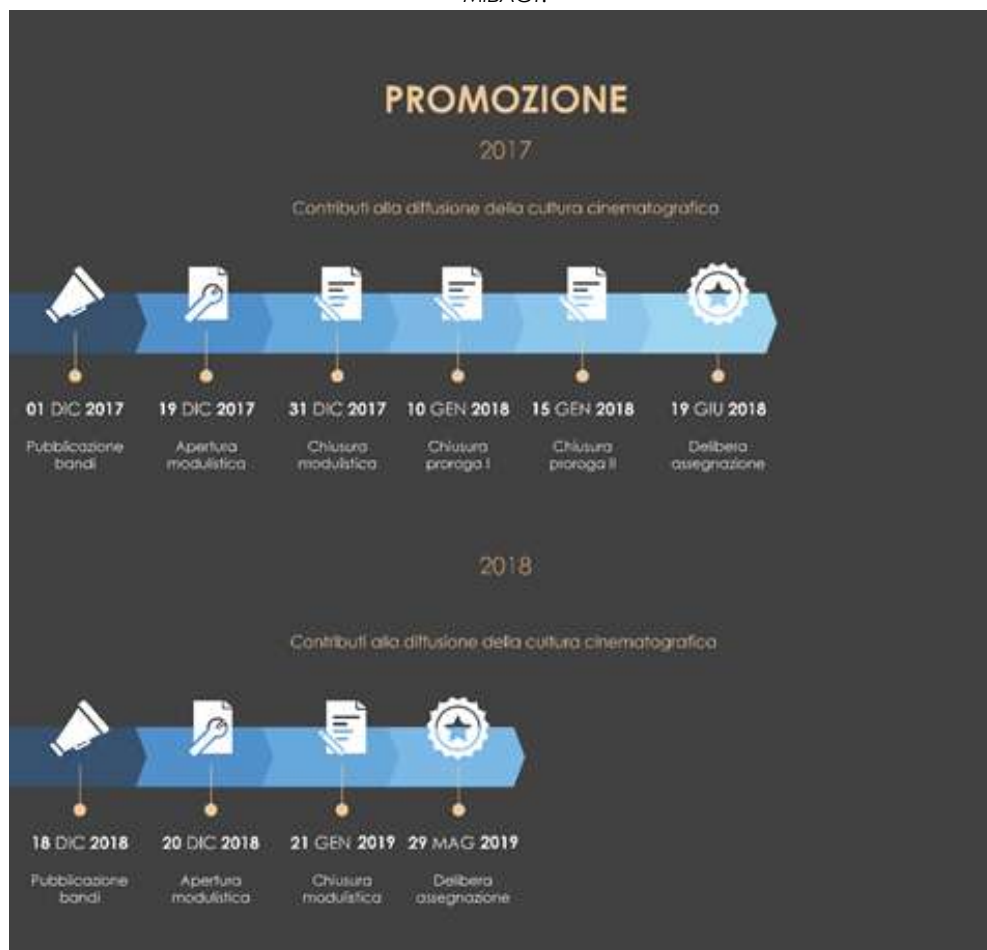 PROMOZIONE
2017
Contributi alla diffusione della cultura cinematografica
01 DIC 2017 19 DIC 2017 31 DIC 2017 10 GEN 2018 15 GEN 2018 19 GIU 2018
Pubblicazione Apertura Chiusura Chiusura Chiusura Delibera
bandi modulistica modulistica proroga I proroga II assegnazione
2018
Contributi alla diffusione della cultura cinematografica
18 DIC 2018 20 DIC 2018 21 GEN 2019 29 MAG 2019
Pubblicazione Apertura Chiusura Delibera
bandi modulistica modulistica assegnazione